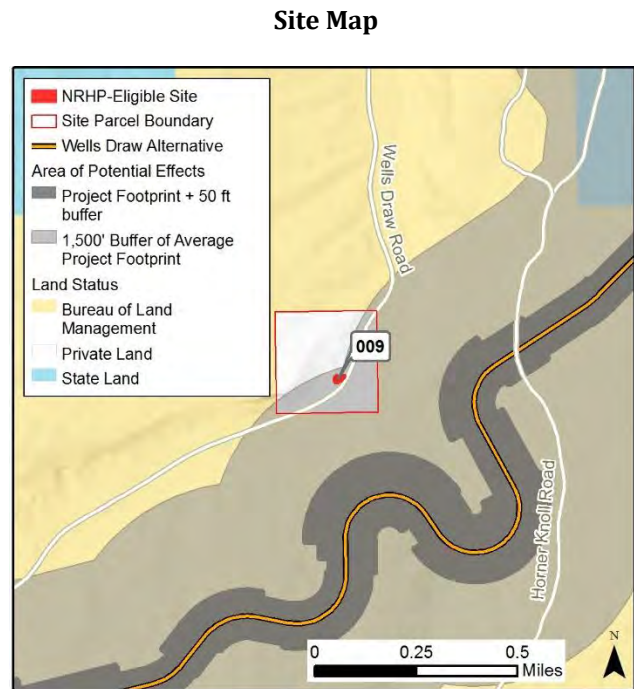 Site Map
NRHP-Eligible Site
Site Parcel Boundary
Wells Draw Alternative
Area of Potential Effects
Project Footprint + 50 ft
buffer
1,500' Buffer of Average
Project Footprint
Land Status
Bureau of Land
Management
Private Land
State Land
Wells Draw Road
009
Horner Knoll Road
N
0 0.25 0.5
Miles